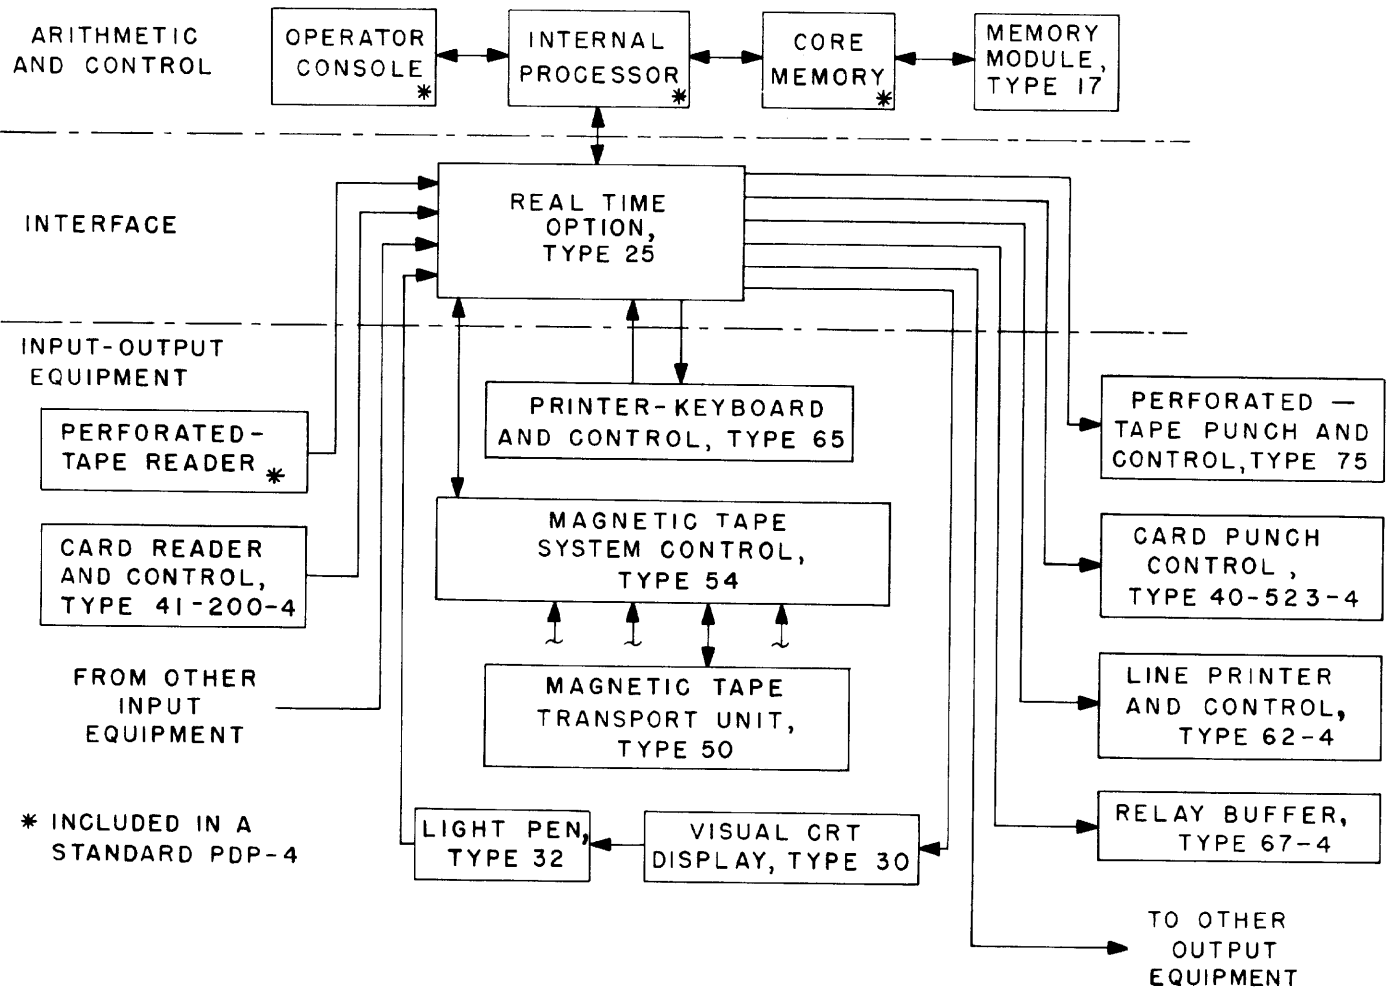 ARITHMETIC
AND CONTROL
OPERATOR
CONSOLE
*
INTERNAL
PROCESSOR
*
CORE
MEMORY
*
MEMORY
MODULE,
TYPE 17
INTERFACE
REAL TIME
OPTION,
TYPE 25
INPUT-OUTPUT
EQUIPMENT
PERFORATED-
TAPE READER *
CARD READER
AND CONTROL,
TYPE 41-200-4
FROM OTHER
INPUT
EQUIPMENT
* INCLUDED IN A
STANDARD PDP-4
PRINTER-KEYBOARD
AND CONTROL, TYPE 65
MAGNETIC TAPE
SYSTEM CONTROL,
TYPE 54
MAGNETIC TAPE
TRANSPORT UNIT,
TYPE 50
LIGHT PEN,
TYPE 32
VISUAL CRT
DISPLAY, TYPE 30
PERFORATED —
TAPE PUNCH AND
CONTROL, TYPE 75
CARD PUNCH
CONTROL ,
TYPE 40-523-4
LINE PRINTER
AND CONTROL,
TYPE 62-4
RELAY BUFFER,
TYPE 67-4
TO OTHER
OUTPUT
EQUIPMENT